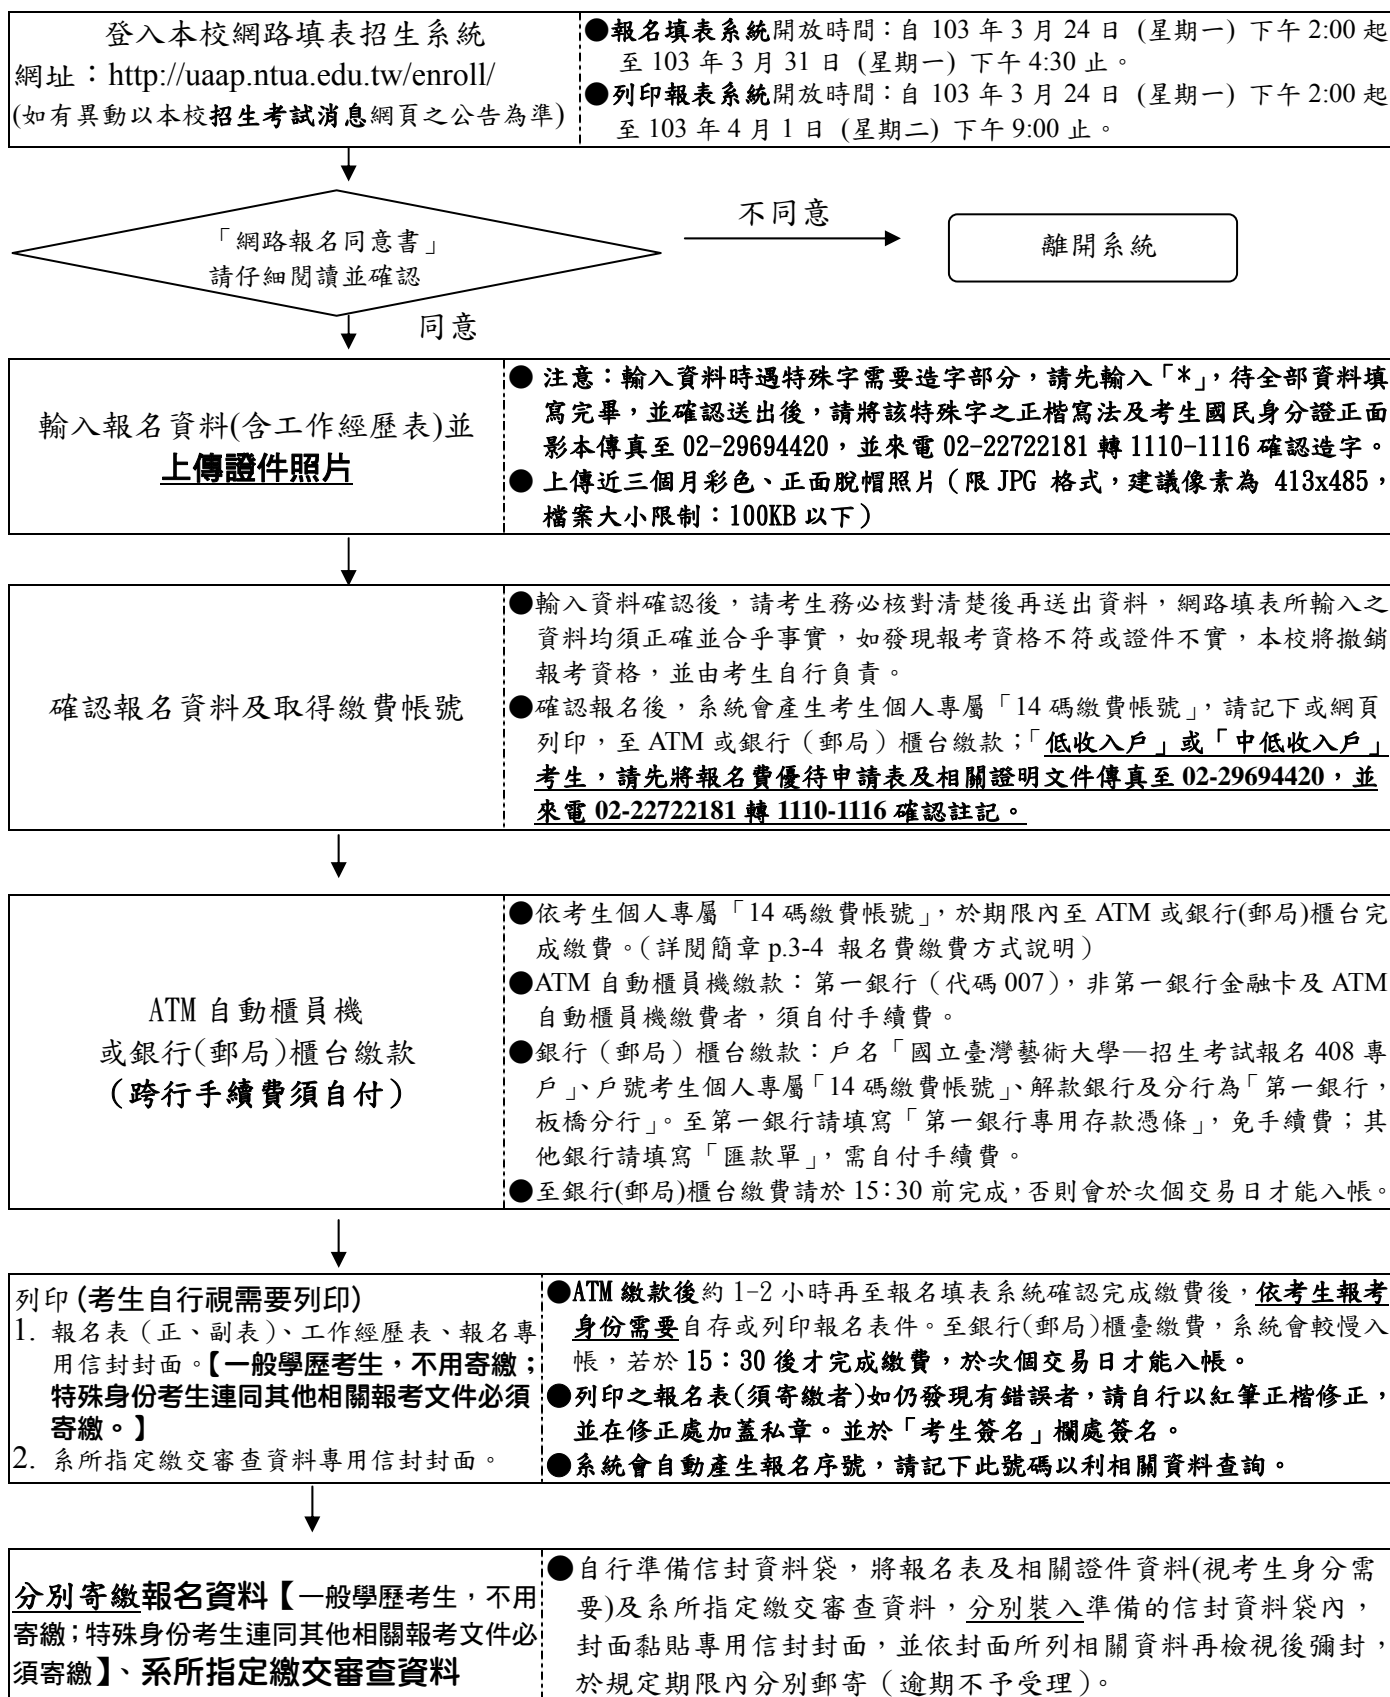 登入本校網路填表招生系統
網址：http://uaap.ntua.edu.tw/enroll/
(如有異動以本校招生考試消息網頁之公告為準)
●報名填表系統開放時間：自 103 年 3 月 24 日 (星期一) 下午 2:00 起
至 103 年 3 月 31 日 (星期一) 下午 4:30 止。
●列印報表系統開放時間：自 103 年 3 月 24 日 (星期一) 下午 2:00 起
至 103 年 4 月 1 日 (星期二) 下午 9:00 止。
「網路報名同意書」
請仔細閱讀並確認
不同意
離開系統
同意
輸入報名資料(含工作經歷表)並
上傳證件照片
● 注意：輸入資料時遇特殊字需要造字部分，請先輸入「*」，待全部資料填
寫完畢，並確認送出後，請將該特殊字之正楷寫法及考生國民身分證正面
影本傳真至 02-29694420，並來電 02-22722181 轉 1110-1116 確認造字。
● 上傳近三個月彩色、正面脫帽照片（限 JPG 格式，建議像素為 413x485，
檔案大小限制：100KB 以下）
確認報名資料及取得繳費帳號
●輸入資料確認後，請考生務必核對清楚後再送出資料，網路填表所輸入之
資料均須正確並合乎事實，如發現報考資格不符或證件不實，本校將撤銷
報考資格，並由考生自行負責。
●確認報名後，系統會產生考生個人專屬「14 碼繳費帳號」，請記下或網頁
列印，至 ATM 或銀行（郵局）櫃台繳款；「低收入戶」或「中低收入戶」
考生，請先將報名費優待申請表及相關證明文件傳真至 02-29694420，並
來電 02-22722181 轉 1110-1116 確認註記。
ATM 自動櫃員機
或銀行(郵局)櫃台繳款
（跨行手續費須自付）
●依考生個人專屬「14 碼繳費帳號」，於期限內至 ATM 或銀行(郵局)櫃台完
成繳費。（詳閱簡章 p.3-4 報名費繳費方式說明）
●ATM 自動櫃員機繳款：第一銀行（代碼 007），非第一銀行金融卡及 ATM
自動櫃員機繳費者，須自付手續費。
●銀行（郵局）櫃台繳款：戶名「國立臺灣藝術大學—招生考試報名 408 專
戶」、戶號考生個人專屬「14 碼繳費帳號」、解款銀行及分行為「第一銀行，
板橋分行」。至第一銀行請填寫「第一銀行專用存款憑條」，免手續費；其
他銀行請填寫「匯款單」，需自付手續費。
●至銀行(郵局)櫃台繳費請於 15：30 前完成，否則會於次個交易日才能入帳。
列印(考生自行視需要列印)
1. 報名表（正、副表）、工作經歷表、報名專
用信封封面。【一般學歷考生，不用寄繳；
特殊身份考生連同其他相關報考文件必須
寄繳。】
2. 系所指定繳交審查資料專用信封封面。
●ATM 繳款後約 1-2 小時再至報名填表系統確認完成繳費後，依考生報考
身份需要自存或列印報名表件。至銀行(郵局)櫃臺繳費，系統會較慢入
帳，若於 15：30 後才完成繳費，於次個交易日才能入帳。
●列印之報名表(須寄繳者)如仍發現有錯誤者，請自行以紅筆正楷修正，
並在修正處加蓋私章。並於「考生簽名」欄處簽名。
●系統會自動產生報名序號，請記下此號碼以利相關資料查詢。
分別寄繳報名資料【一般學歷考生，不用
寄繳；特殊身份考生連同其他相關報考文件必
須寄繳】、系所指定繳交審查資料
●自行準備信封資料袋，將報名表及相關證件資料(視考生身分需
要)及系所指定繳交審查資料，分別裝入準備的信封資料袋內，
封面黏貼專用信封封面，並依封面所列相關資料再檢視後彌封，
於規定期限內分別郵寄（逾期不予受理）。